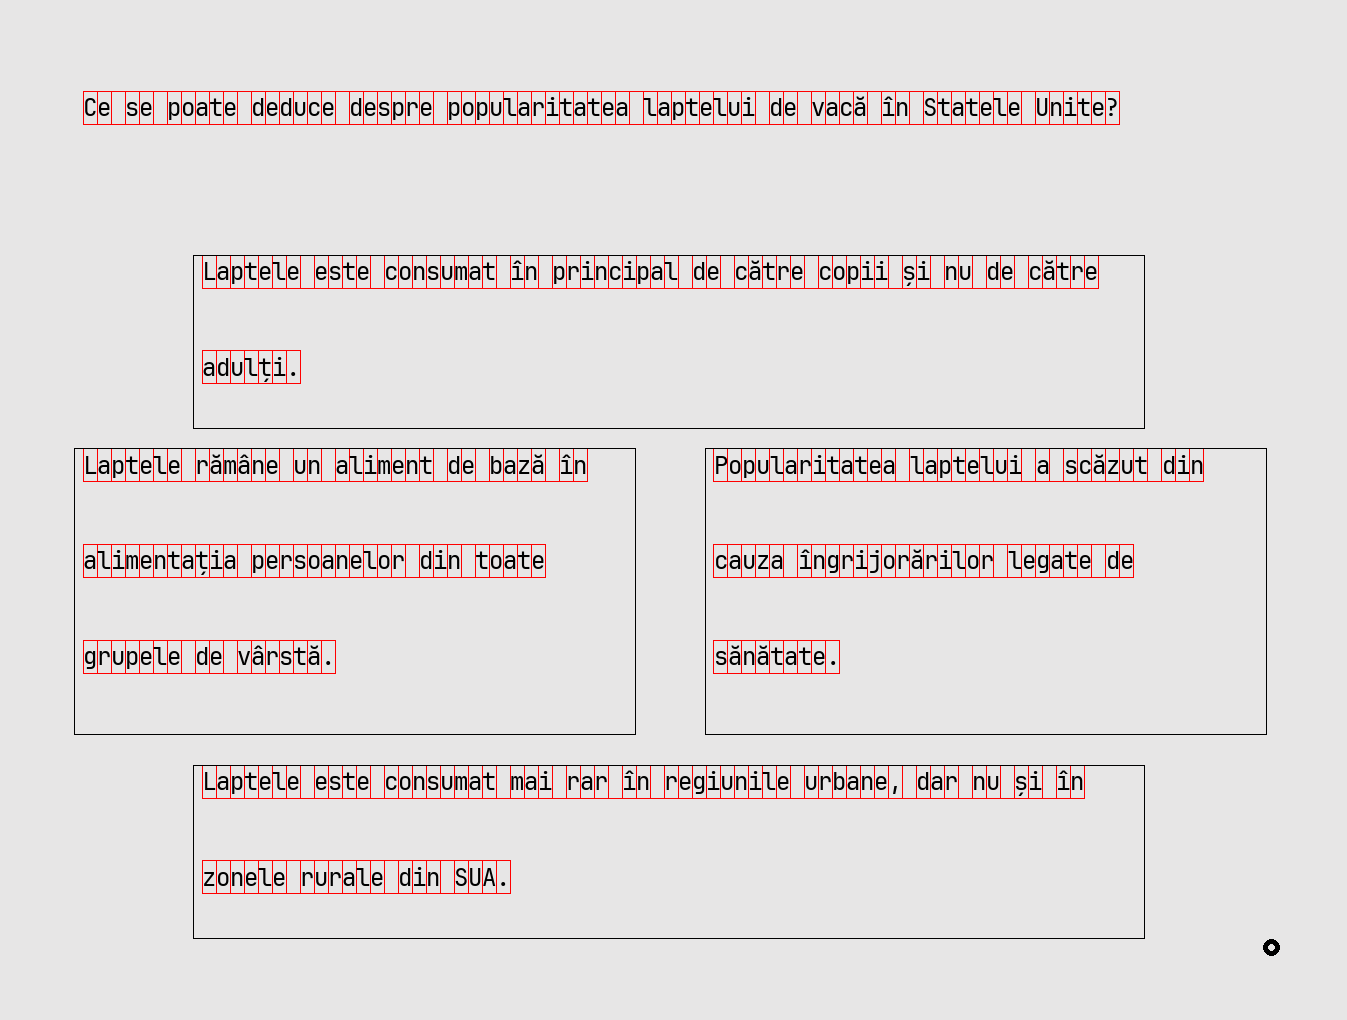 Ce se poate deduce despre popularitatea laptelui de vacă în Statele Unite?
Laptele este consumat în principal de către copii și nu de către
adulți.
Laptele rămâne un aliment de bază în
alimentația persoanelor din toate
grupele de vârstă.
Popularitatea laptelui a scăzut din
cauza îngrijorărilor legate de
sănătate.
Laptele este consumat mai rar în regiunile urbane, dar nu și în
zonele rurale din SUA.